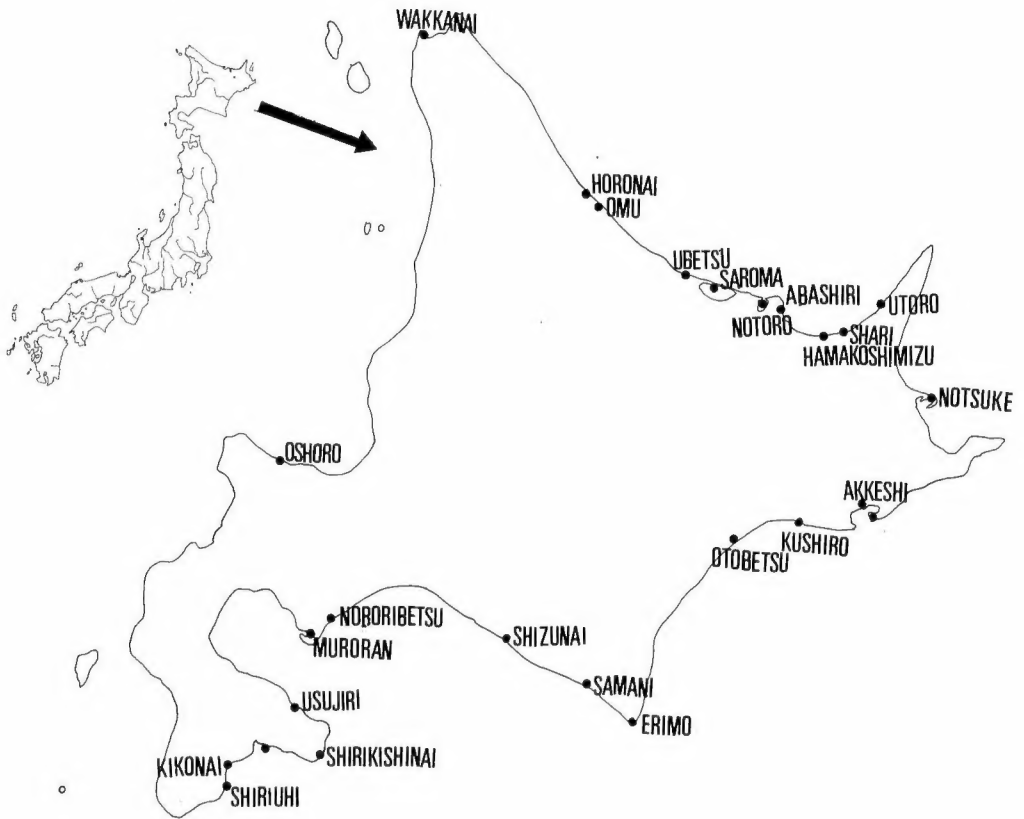 WAKKANAI
HORONAI
OMU
UBETSU
SAROMA
ABASHIRI
NOTORO
UTORO
SHARI
HAMAKOSHIMIZU
NOTSUKE
OSHORO
AKKESHI
KUSHIRO
OTOBETSU
NORORIBETSU
MURORAN
SHIZUNAI
SAMANI
ERIMO
USUJIRI
SHIRIKISHINAI
KIKONAI
SHIRIUHI